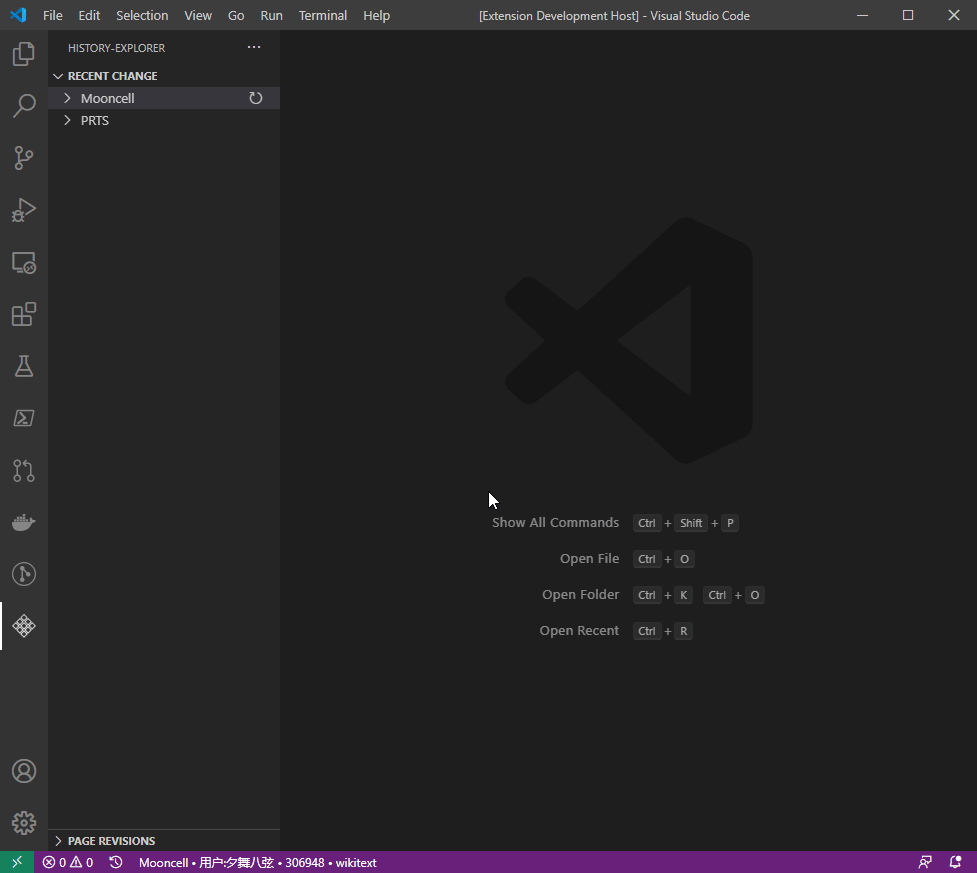 File Edit Selection View Go Run Terminal Help [Extension Development Host] - Visual Studio Code
HISTORY-EXPLORER
RECENT CHANGE
Mooncell
PRTS
Show All Commands Ctrl + Shift + P
Open File Ctrl + O
Open Folder Ctrl + K Ctrl + O
Open Recent Ctrl + R
PAGE REVISIONS
0 0 Mooncell • 用户:夕舞八弦 • 306948 • wikitext